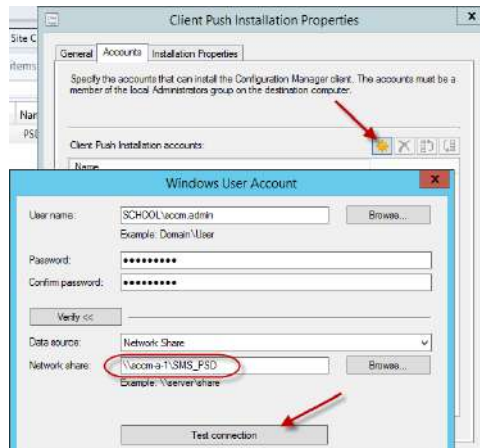 Client Push Installation Properties
x
Site C
General
Accounts
Installation Properties
items
Specify the accounts that can install the Configuration Manager client. The accounts must be a
member of the local Administrators group on the destination computer.
Nar
PSD
Client Push Installation accounts:
Name
Windows User Account
x
User name:
SCHOOL\sccm.admin
Browse...
Example: Domain\User
Password:
Confirm password:
Verify <<
Data source:
Network Share
Network share:
\\sccm-a-1\SMS_PSD
Browse...
Example: \\server\share
Test connection